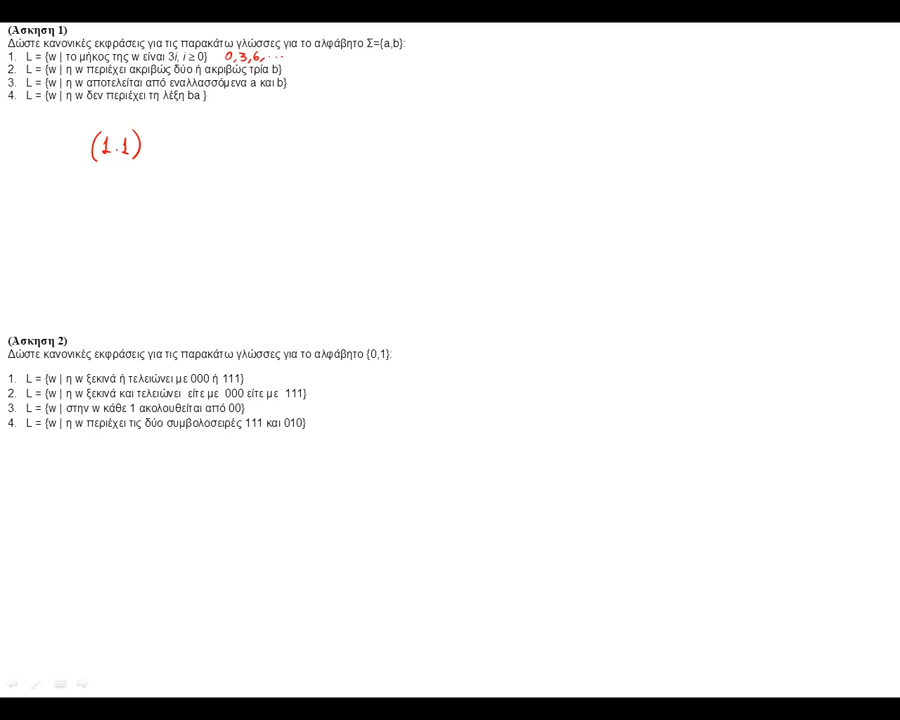 (Άσκηση 1)
Δώστε κανονικές εκφράσεις για τις παρακάτω γλώσσες για το αλφάβητο Σ={a,b}:
1. L = {w | το μήκος της w είναι 3i, i ≥ 0} 0, 3, 6, ...
2. L = {w | η w περιέχει ακριβώς δύο ή ακριβώς τρία b}
3. L = {w | η w αποτελείται από εναλλασσόμενα a και b}
4. L = {w | η w δεν περιέχει τη λέξη ba }
(1.1)
(Άσκηση 2)
Δώστε κανονικές εκφράσεις για τις παρακάτω γλώσσες για το αλφάβητο {0,1}:
1. L = {w | η w ξεκινά ή τελειώνει με 000 ή 111}
2. L = {w | η w ξεκινά και τελειώνει είτε με 000 είτε με 111}
3. L = {w | στην w κάθε 1 ακολουθείται από 00}
4. L = {w | η w περιέχει τις δύο συμβολοσειρές 111 και 010}